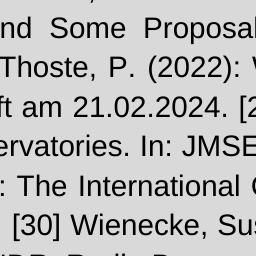 nd Some Proposal
Thoste, P. (2022):
ft am 21.02.2024. [2
ervatories. In: JMSE
: The International
[30] Wienecke, Sus